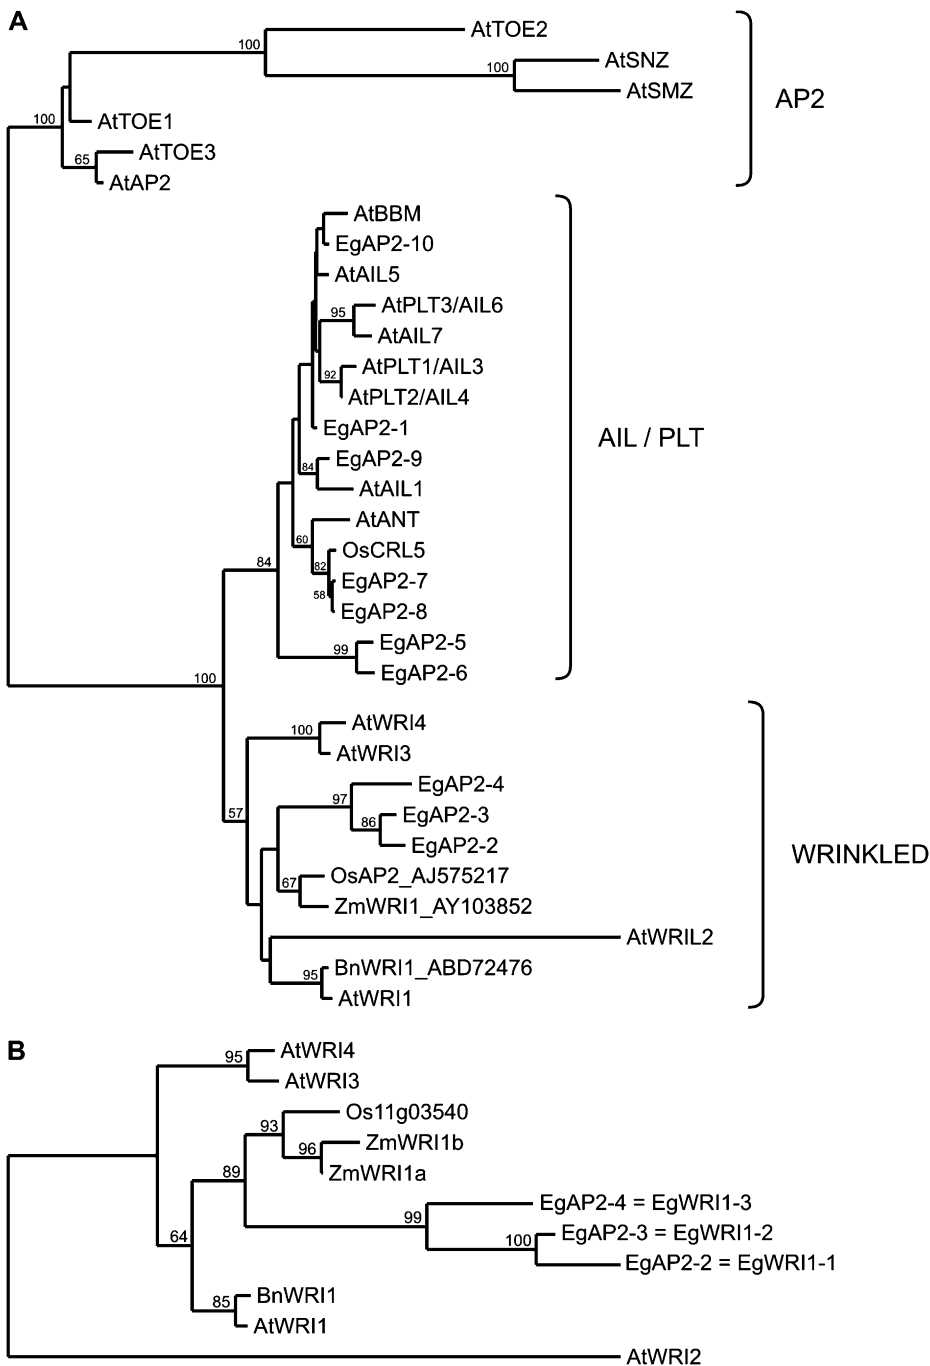 A
AtTOE2
100
AtSNZ
100
AtSMZ
AP2
100
AtTOE1
AtTOE3
65
AtAP2
AtBBM
EgAP2-10
AtAIL5
AtPLT3/AIL6
95
AtAIL7
AtPLT1/AIL3
92
AtPLT2/AIL4
EgAP2-1
AIL / PLT
EgAP2-9
84
AtAIL1
AtANT
60
OsCRL5
84
82
EgAP2-7
58
EgAP2-8
EgAP2-5
99
EgAP2-6
100
AtWRI4
100
AtWRI3
EgAP2-4
97
EgAP2-3
57
86
EgAP2-2
WRINKLED
OsAP2_AJ575217
67
ZmWRI1_AY103852
AtWRIL2
BnWRI1_ABD72476
95
AtWRI1
B
AtWRI4
95
AtWRI3
Os11g03540
93
ZmWRI1b
96
ZmWRI1a
89
EgAP2-4 = EgWRI1-3
99
EgAP2-3 = EgWRI1-2
100
EgAP2-2 = EgWRI1-1
64
BnWRI1
85
AtWRI1
AtWRI2